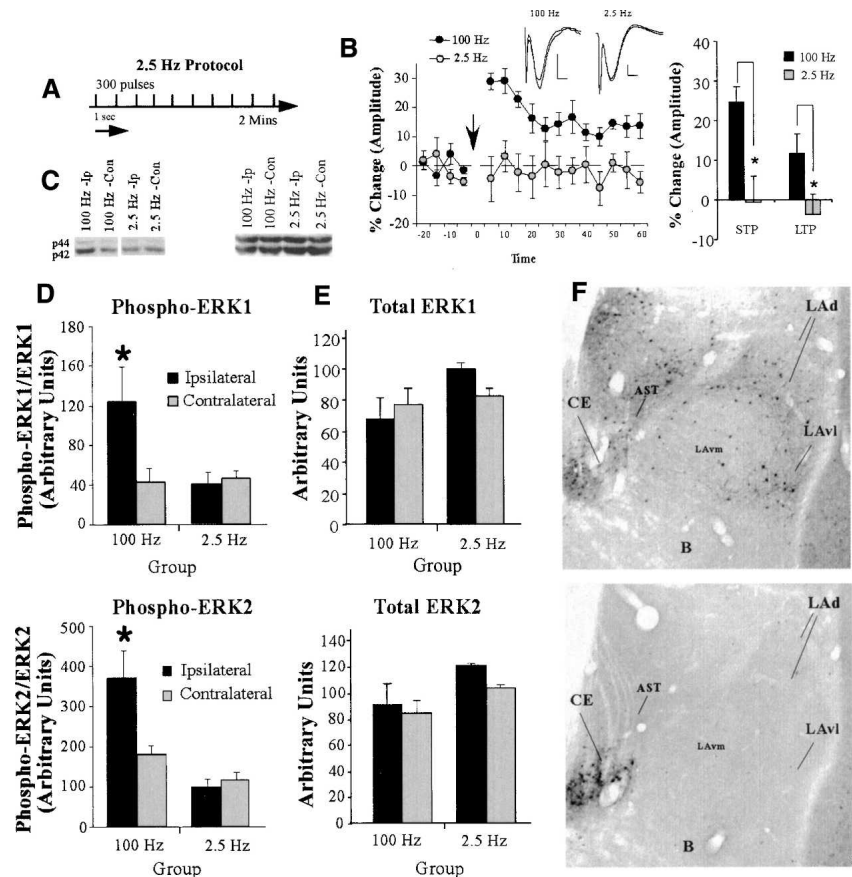 A
2.5 Hz Protocol
300 pulses
1 sec
2 Mins
B
100 Hz
2.5 Hz
100 Hz
2.5 Hz
% Change (Amplitude)
40
30
20
10
0
-10
-20
-20
-10
0
10
20
30
40
50
60
Time
100 Hz
2.5 Hz
% Change (Amplitude)
40
30
20
10
0
-10
*
*
STP
LTP
C
100 Hz -Ip
100 Hz -Con
2.5 Hz -Ip
2.5 Hz -Con
100 Hz -Ip
100 Hz -Con
2.5 Hz -Ip
2.5 Hz -Con
p44
p42
D
Phospho-ERK1
Phospho-ERK1/ERK1
(Arbitrary Units)
120
160
120
80
40
0
*
Ipsilateral
Contralateral
100 Hz
2.5 Hz
Group
Phospho-ERK2
Phospho-ERK2/ERK2
(Arbitrary Units)
500
400
300
200
100
0
*
Ipsilateral
Contralateral
100 Hz
2.5 Hz
Group
E
Total ERK1
Arbitrary Units
100
80
60
40
20
0
100 Hz
2.5 Hz
Group
Total ERK2
Arbitrary Units
120
100
80
60
40
20
0
100 Hz
2.5 Hz
Group
F
LAd
AST
CE
LAvl
LAvm
B
LAd
AST
CE
LAvl
LAvm
B